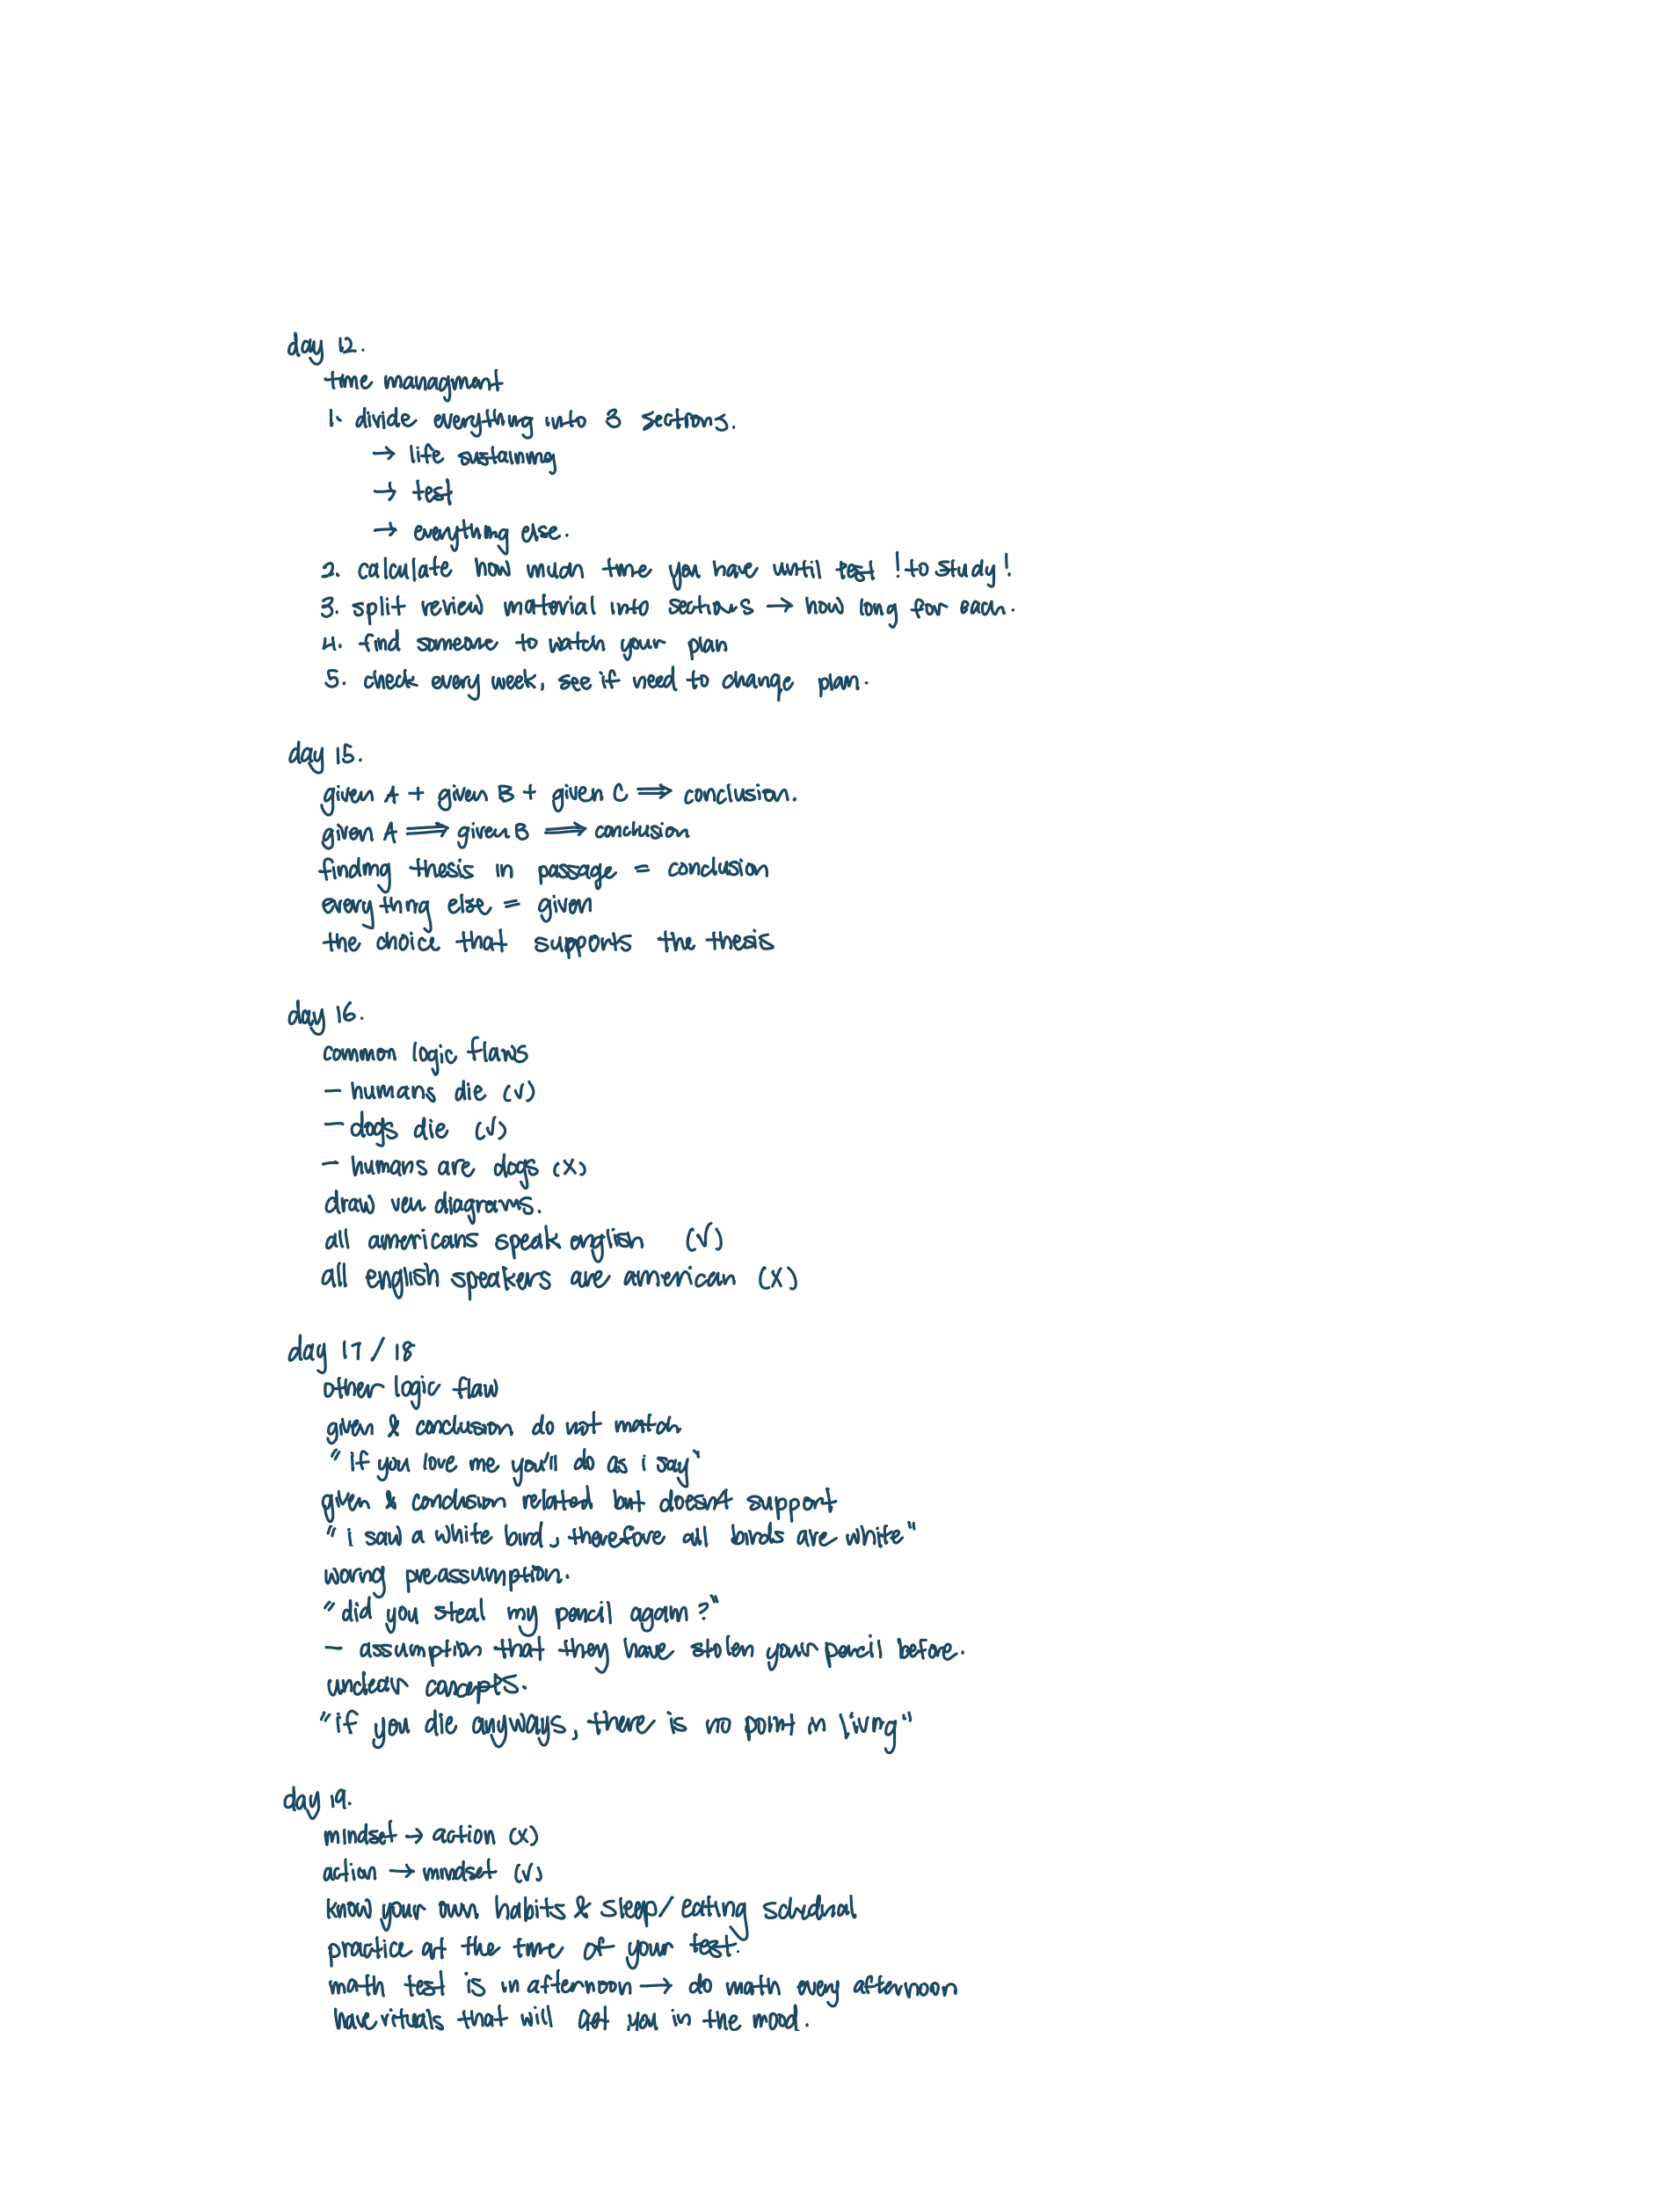 day 12.
time managment
1. divide everything into 3 sections.
→ life sustaining
→ test
→ everything else.
2. calculate how much time you have until test !to study!
3. split review material into sections → how long for each.
4. find someone to watch your plan
5. check every week, see if need to change plan.
day 15.
given A + given B + given C ⟹ conclusion.
given A ⟹ given B ⟹ conclusion
finding thesis in passage = conclusion
everything else = given
the choice that supports the thesis
day 16.
common logic flaws
- humans die (√)
- dogs die (√)
- humans are dogs (x)
draw ven diagrams.
all americans speak english (√)
all english speakers are american (x)
day 17/18
other logic flaw
given & conclusion do not match
"if you love me you'll do as i say"
given & conclusion related but doesn't support
"i saw a white bird, therefore all birds are white"
worng preassumption.
"did you steal my pencil again?"
- assumption that they have stolen your pencil before.
unclear concepts.
"if you die anyways, there is no point in living"
day 19.
mindset → action (x)
action → mindset (√)
know your own habits & sleep/eating
practice at the time of your test.
math test is in afternoon → do math every afternoon
have rituals that will get you in the mood.